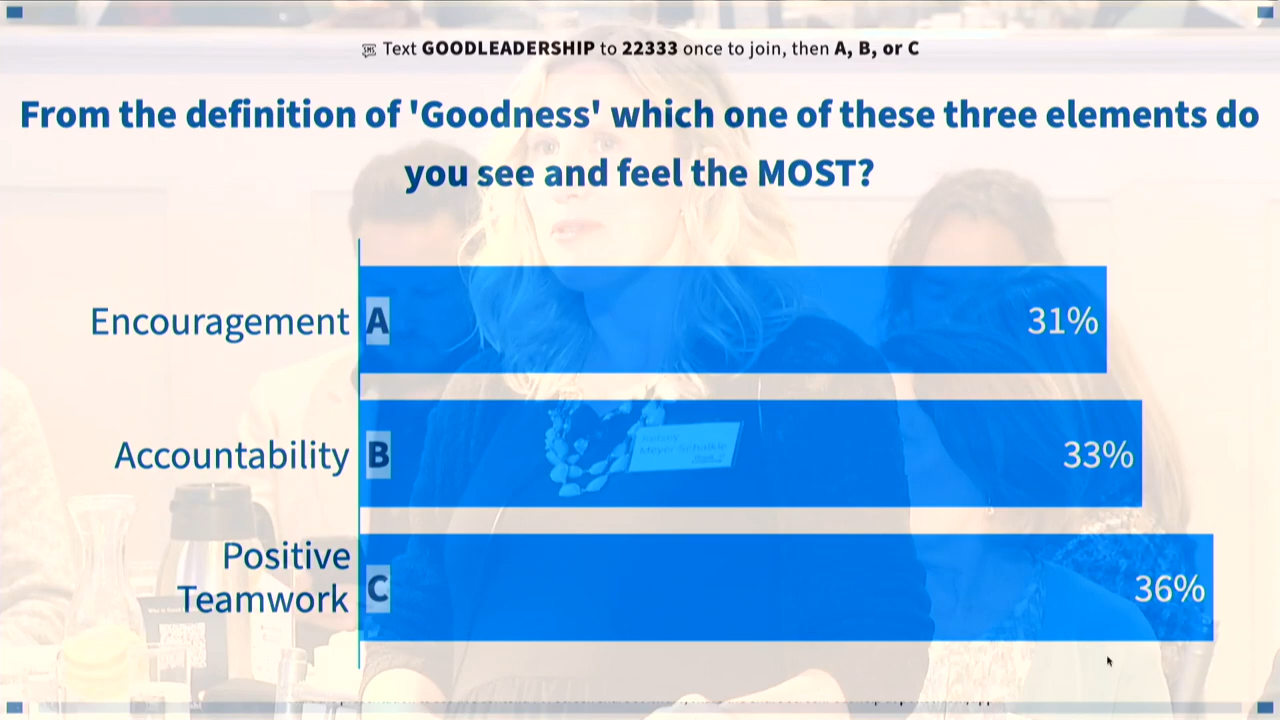 Text GOODLEADERSHIP to 22333 once to join, then A, B, or C
From the definition of 'Goodness' which one of these three elements do
you see and feel the MOST?
Encouragement A 31%
Accountability B 33%
Positive
Teamwork C 36%